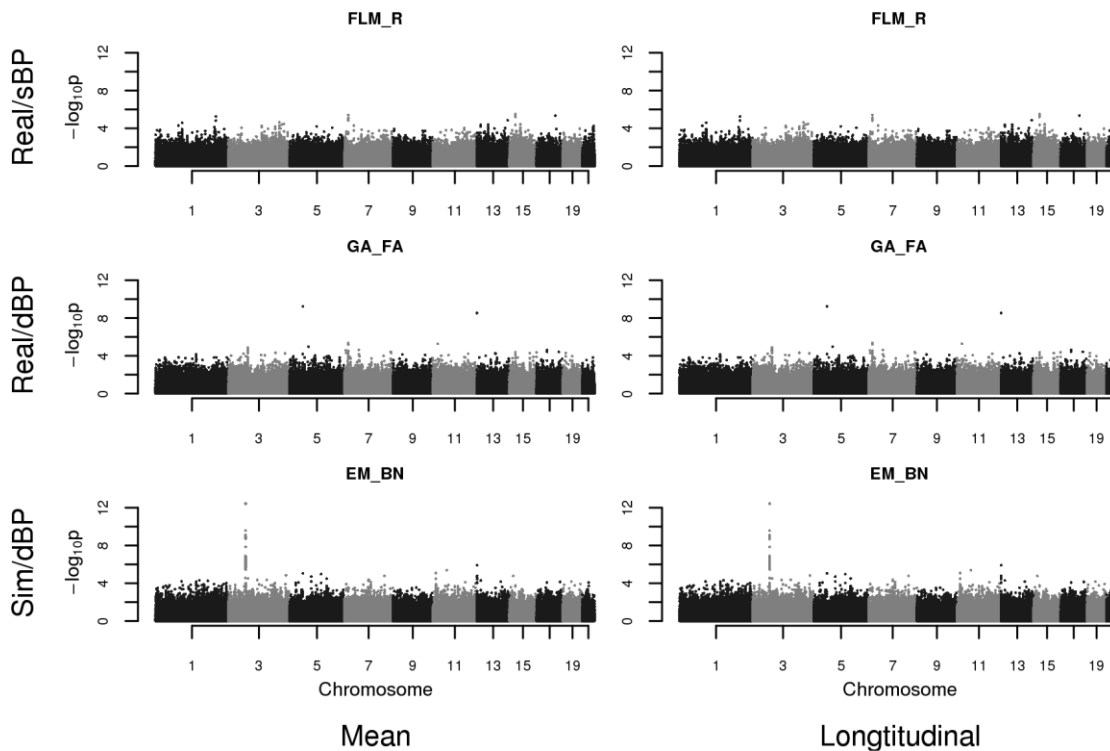 FLM_R
FLM_R
Real/sBP
−log10p
0 4 8 12
0 4 8 12
1 3 5 7 9 11 13 15 19
1 3 5 7 9 11 13 15 19
GA_FA
GA_FA
Real/dBP
−log10p
0 4 8 12
0 4 8 12
1 3 5 7 9 11 13 15 19
1 3 5 7 9 11 13 15 19
EM_BN
EM_BN
Sim/dBP
−log10p
0 4 8 12
0 4 8 12
1 3 5 7 9 11 13 15 19
1 3 5 7 9 11 13 15 19
Chromosome
Chromosome
Mean
Longtitudinal